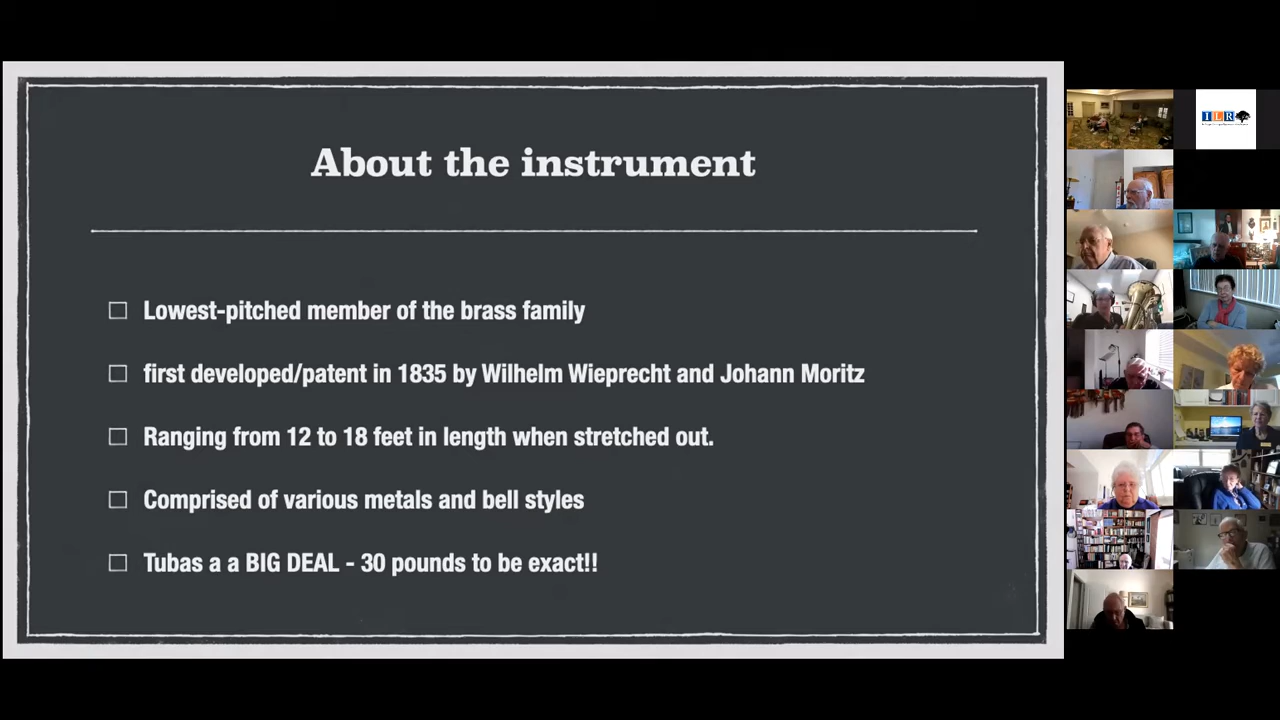 About the instrument
Lowest-pitched member of the brass family
first developed/patent in 1835 by Wilhelm Wieprecht and Johann Moritz
Ranging from 12 to 18 feet in length when stretched out.
Comprised of various metals and bell styles
Tubas a a BIG DEAL - 30 pounds to be exact!!
ILR